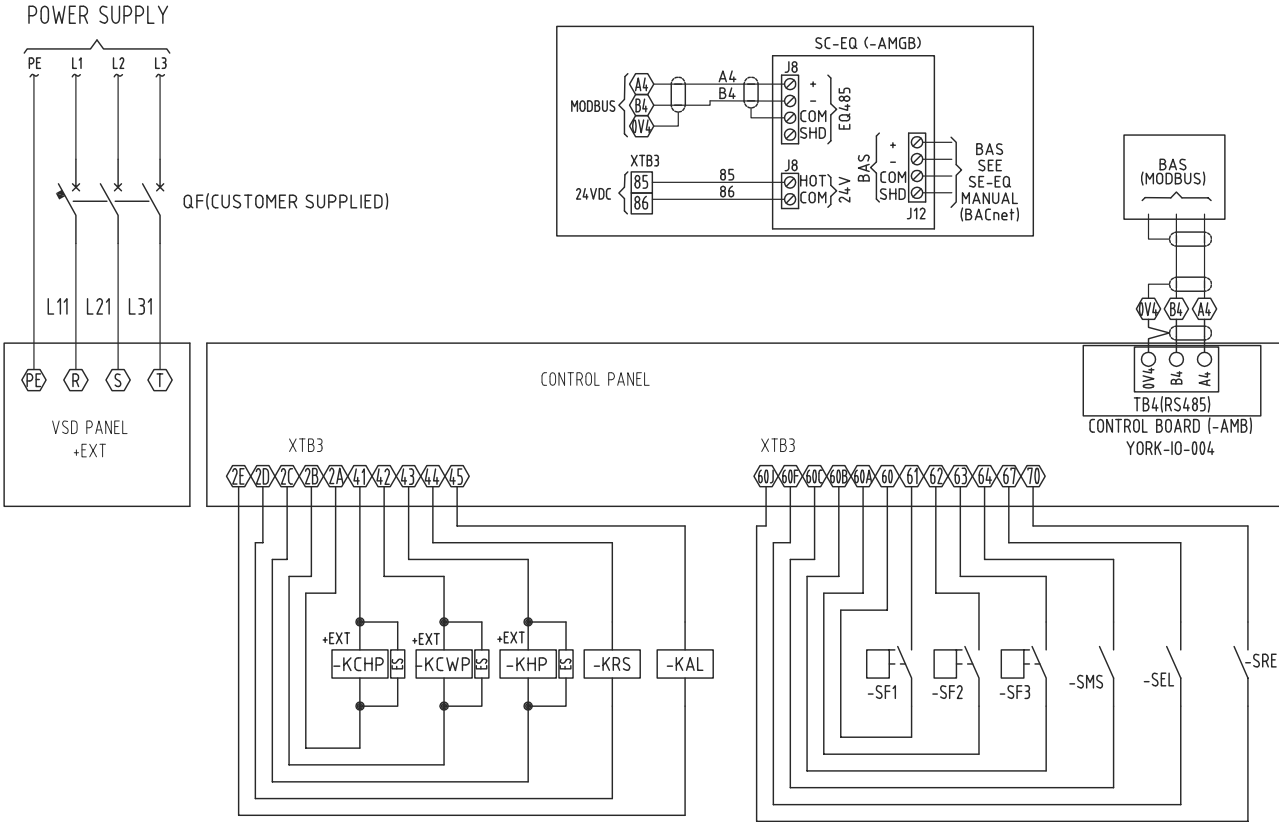 POWER SUPPLY
PE L1 L2 L3
QF(CUSTOMER SUPPLIED)
L11 L21 L31
PE R S T
VSD PANEL
+EXT
SC-EQ (-AMGB)
MODBUS
A4
B4
0V4
A4
B4
J8
+
-
COM
SHD
EQ485
XTB3
24VDC
85
86
85
86
J8
HOT
COM
24V
BAS
+
-
COM
SHD
J12
BAS
SEE
SE-EQ
MANUAL
(BACnet)
BAS
(MODBUS)
0V4 B4 A4
0V4 B4 A4
TB4(RS485)
CONTROL BOARD (-AMB)
YORK-IO-004
CONTROL PANEL
XTB3
2E 2D 2C 2B 2A 41 42 43 44 45
XTB3
60J 60F 60C 60B 60A 60 61 62 63 64 67 70
+EXT +EXT +EXT
-KCHP ES -KCWP ES -KHP ES -KRS -KAL
-SF1 -SF2 -SF3 -SMS -SEL -SRE